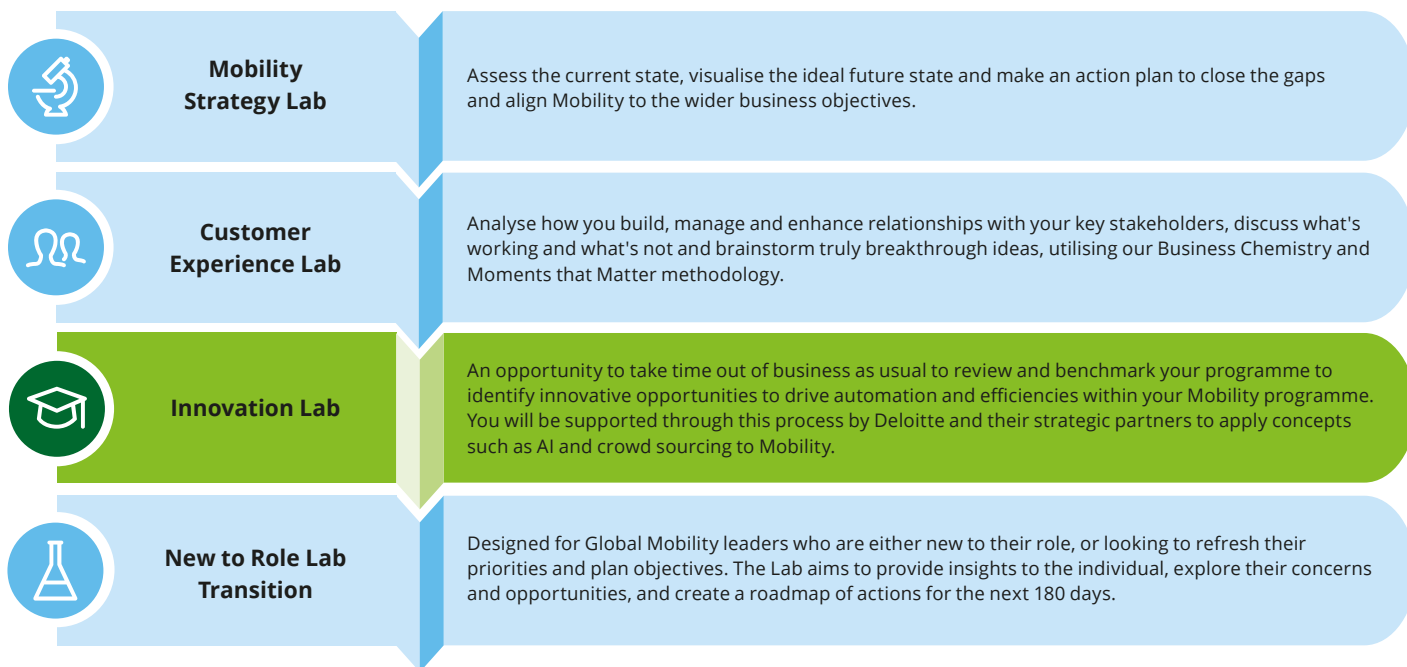 Mobility
Strategy Lab
Assess the current state, visualise the ideal future state and make an action plan to close the gaps
and align Mobility to the wider business objectives.
Customer
Experience Lab
Analyse how you build, manage and enhance relationships with your key stakeholders, discuss what's
working and what's not and brainstorm truly breakthrough ideas, utilising our Business Chemistry and
Moments that Matter methodology.
Innovation Lab
An opportunity to take time out of business as usual to review and benchmark your programme to
identify innovative opportunities to drive automation and efficiencies within your Mobility programme.
You will be supported through this process by Deloitte and their strategic partners to apply concepts
such as AI and crowd sourcing to Mobility.
New to Role Lab
Transition
Designed for Global Mobility leaders who are either new to their role, or looking to refresh their
priorities and plan objectives. The Lab aims to provide insights to the individual, explore their concerns
and opportunities, and create a roadmap of actions for the next 180 days.